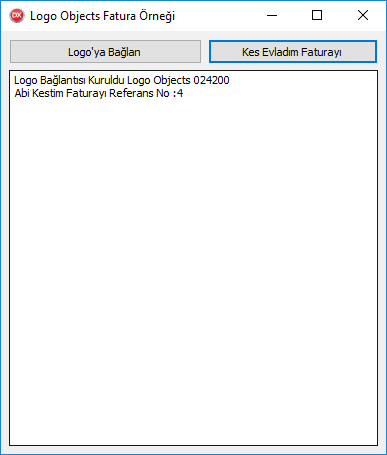 DX Logo Objects Fatura Örneği
Logo'ya Bağlan Kes Evladım Faturayı
Logo Bağlantısı Kuruldu Logo Objects 024200
Abi Kestim Faturayı Referans No :4